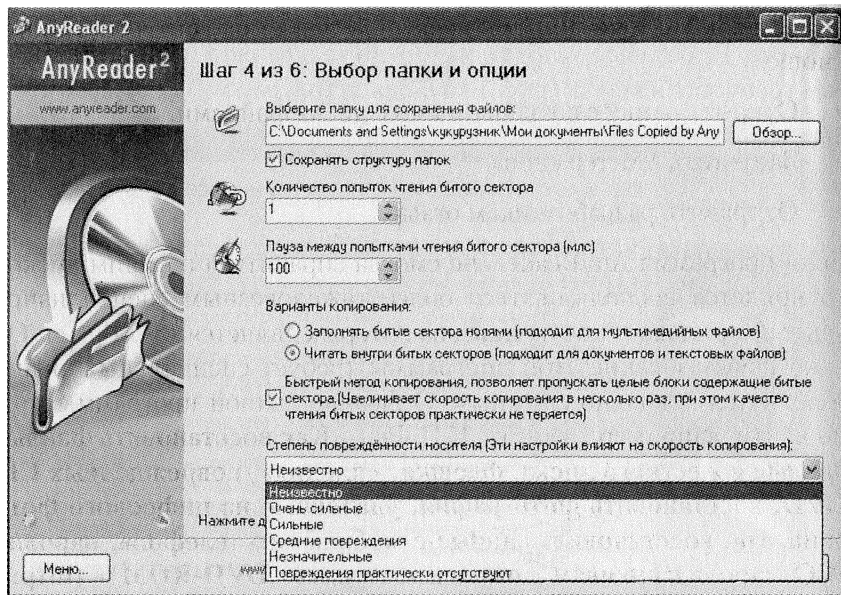 AnyReader 2
AnyReader²
www.anyreader.com
Шаг 4 из 6: Выбор папки и опции
Выберите папку для сохранения файлов:
C:\Documents and Settings\кукурузник\Мои документы\Files Copied by Any
Обзор...
Сохранять структуру папок
Количество попыток чтения битого сектора
1
Пауза между попытками чтения битого сектора (млс)
100
Варианты копирования:
Заполнять битые сектора нолями (подходит для мультимедийных файлов)
Читать внутри битых секторов (подходит для документов и текстовых файлов)
Быстрый метод копирования, позволяет пропускать целые блоки содержащие битые
сектора.(Увеличивает скорость копирования в несколько раз, при этом качество
чтения битых секторов практически не теряется)
Степень повреждённости носителя (Эти настройки влияют на скорость копирования):
Неизвестно
Неизвестно
Очень сильные
Сильные
Средние повреждения
Незначительные
Повреждения практически отсутствуют
Нажмите д
Меню...
www